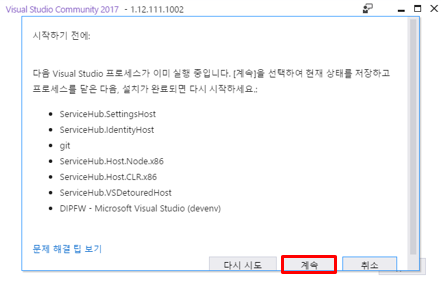 Visual Studio Community 2017 - 1.12.111.1002
시작하기 전에:
다음 Visual Studio 프로세스가 이미 실행 중입니다. [계속]을 선택하여 현재 상태를 저장하고
프로세스를 닫은 다음, 설치가 완료되면 다시 시작하세요.:
ServiceHub.SettingsHost
ServiceHub.IdentityHost
git
ServiceHub.Host.Node.x86
ServiceHub.Host.CLR.x86
ServiceHub.VSDetouredHost
DIPFW - Microsoft Visual Studio (devenv)
문제 해결 팁 보기
다시 시도
계속
취소